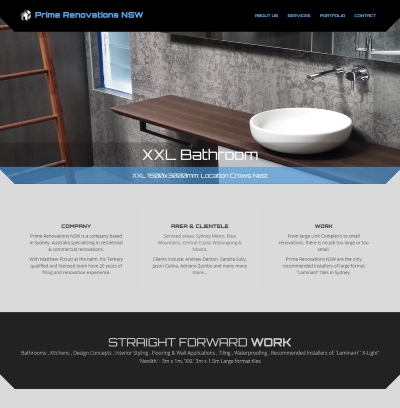 Prime Renovations NSW
ABOUT US SERVICES PORTFOLIO CONTACT
XXL Bathroom
XXL 1500x3000mm: Location Crows Nest
COMPANY
Prime Renovations NSW is a company based
in Sydney, Australia specialising in residential
& commercial renovations.
With Matthew Pizzuti at the helm, his Tertiary
qualified and licensed team have 20 years of
Tiling and renovation experience.
AREA & CLIENTELE
Serviced areas: Sydney Metro, Blue
Mountains, Central Coast, Wollongong &
Nowra.
Clients include: Andrew Denton, Sandra Sully,
Jason Culina, Adriano Zumbo and many many
more...
WORK
From large Unit Complex's to small
renovations, there is no job too large or too
small.
Prime Renovations NSW are the only
recommended installers of large format
"Laminam" tiles in Sydney.
STRAIGHT FORWARD WORK
Bathrooms , Kitchens , Design Concepts , Interior Styling , Flooring & Wall Applications , Tiling , Waterproofing , Recommended Installers of: 'Laminam' ' X-Light'
'Neolith' - 3m x 1m, 'XXL' 3m x 1.5m Large format tiles